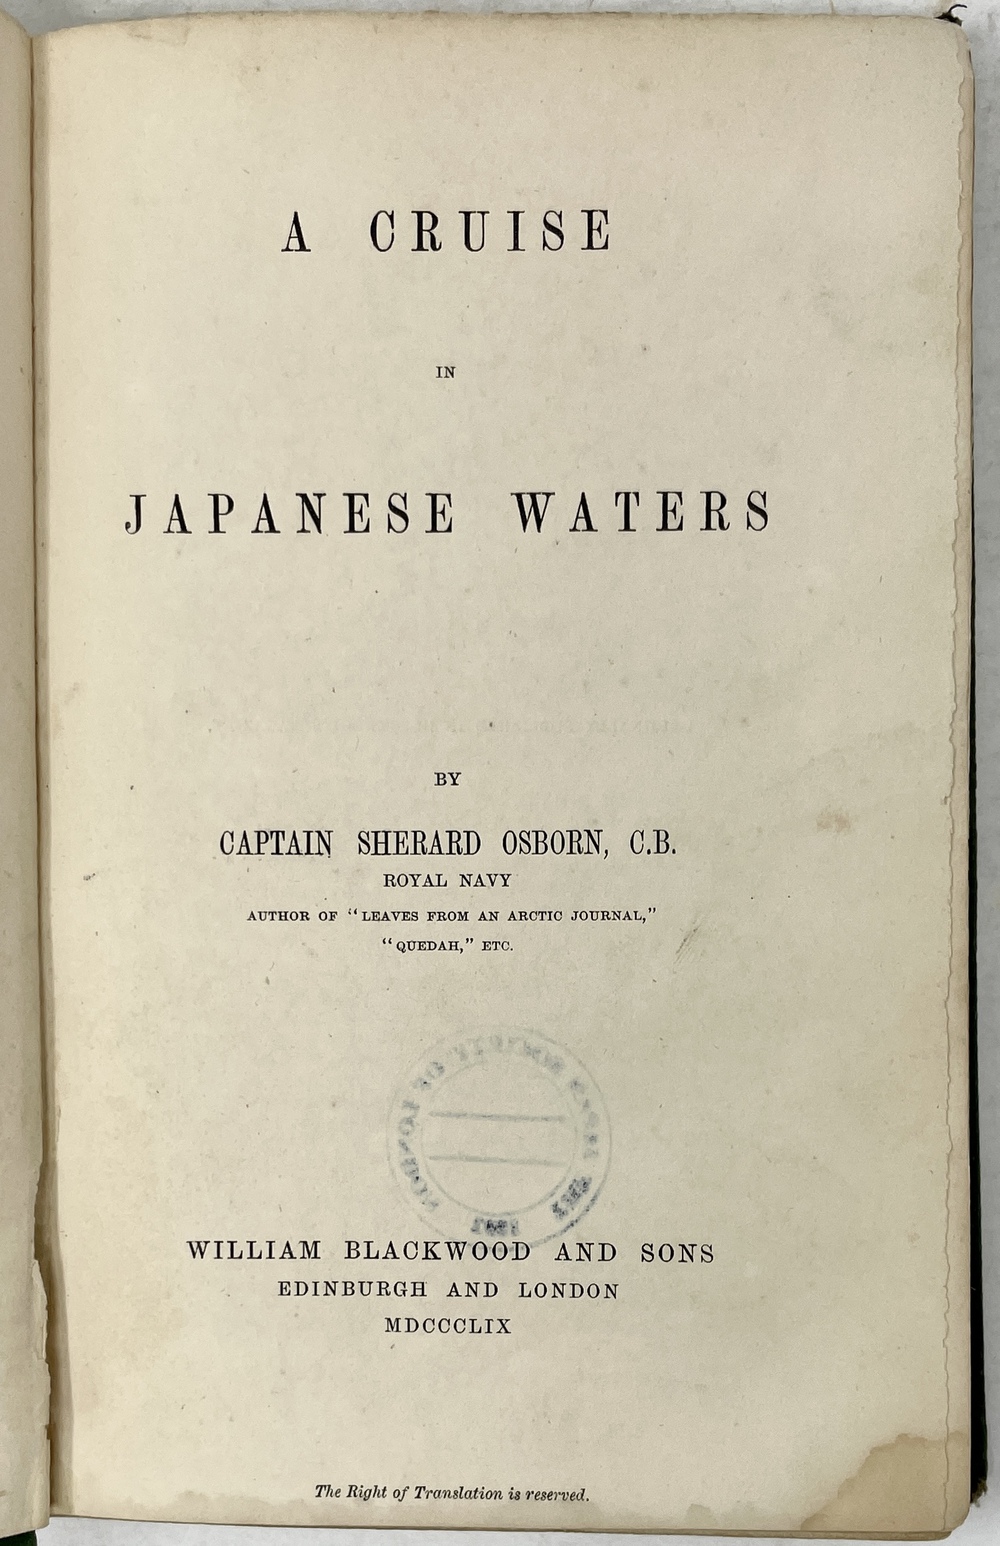 A CRUISE
IN
JAPANESE WATERS
BY
CAPTAIN SHERARD OSBORN, C.B.
ROYAL NAVY
AUTHOR OF "LEAVES FROM AN ARCTIC JOURNAL,"
"QUEDAH," ETC.
WILLIAM BLACKWOOD AND SONS
EDINBURGH AND LONDON
MDCCCLIX
The Right of Translation is reserved.